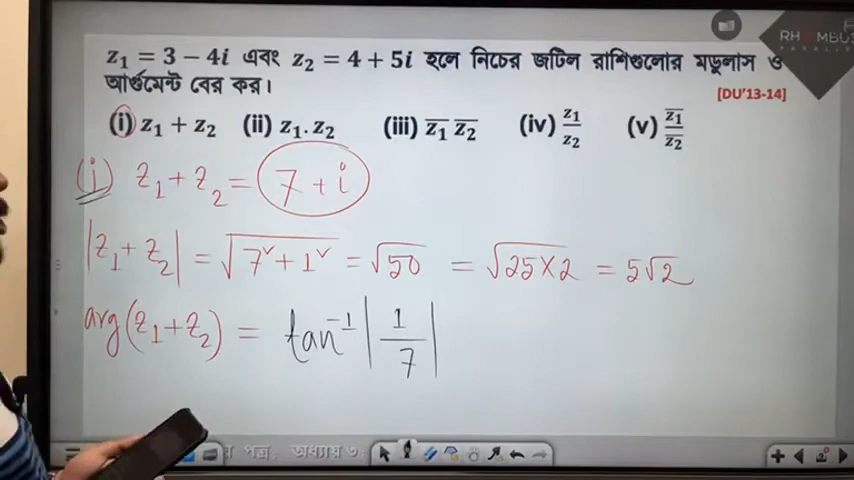 z₁ = 3 − 4i এবং z₂ = 4 + 5i হলে নিচের জটিল রাশিগুলোর মডুলাস ও
আর্গুমেন্ট বের কর।
[DU'13-14]
(i) z₁ + z₂ (ii) z₁. z₂ (iii) z̅₁ z̅₂ (iv) z₁/z₂ (v) z̅₁/z̅₂
(i) z₁ + z₂ = 7 + i
|z₁ + z₂| = √(7² + 1²) = √50 = √(25×2) = 5√2
arg(z₁+z₂) = tan⁻¹ |1/7|
পত্র: অধ্যায় ৩: